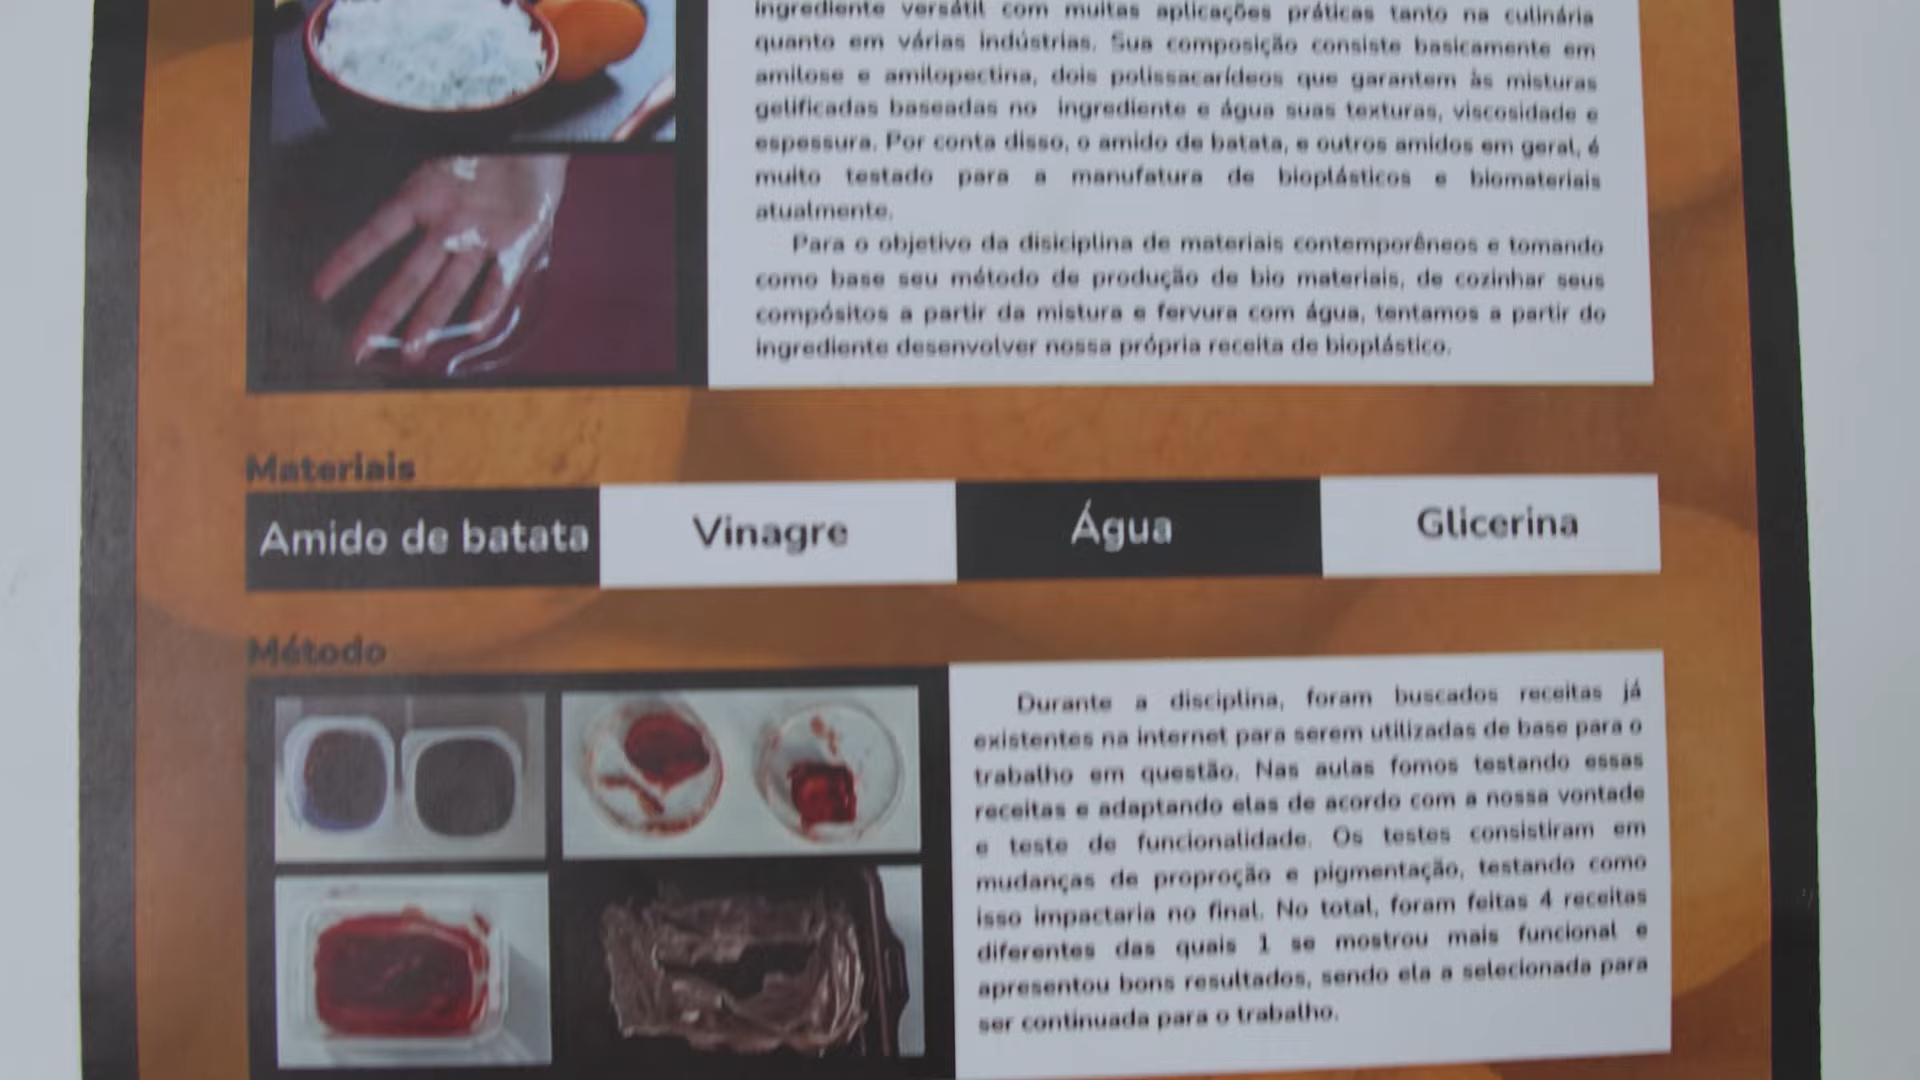 ingrediente versátil com muitas aplicações práticas tanto na culinária
quanto em várias indústrias. Sua composição consiste basicamente em
amilose e amilopectina, dois polissacarídeos que garantem às misturas
gelificadas baseadas no ingrediente e água suas texturas, viscosidade e
espessura. Por conta disso, o amido de batata, e outros amidos em geral, é
muito testado para a manufatura de bioplásticos e biomateriais
atualmente.
Para o objetivo da disiciplina de materiais contemporêneos e tomando
como base seu método de produção de bio materiais, de cozinhar seus
compósitos a partir da mistura e fervura com água, tentamos a partir do
ingrediente desenvolver nossa própria receita de bioplástico.
Materiais
Amido de batata
Vinagre
Água
Glicerina
Método
Durante a disciplina, foram buscados receitas já
existentes na internet para serem utilizadas de base para o
trabalho em questão. Nas aulas fomos testando essas
receitas e adaptando elas de acordo com a nossa vontade
e teste de funcionalidade. Os testes consistiram em
mudanças de proproção e pigmentação, testando como
isso impactaria no final. No total, foram feitas 4 receitas
diferentes das quais 1 se mostrou mais funcional e
apresentou bons resultados, sendo ela a selecionada para
ser continuada para o trabalho.